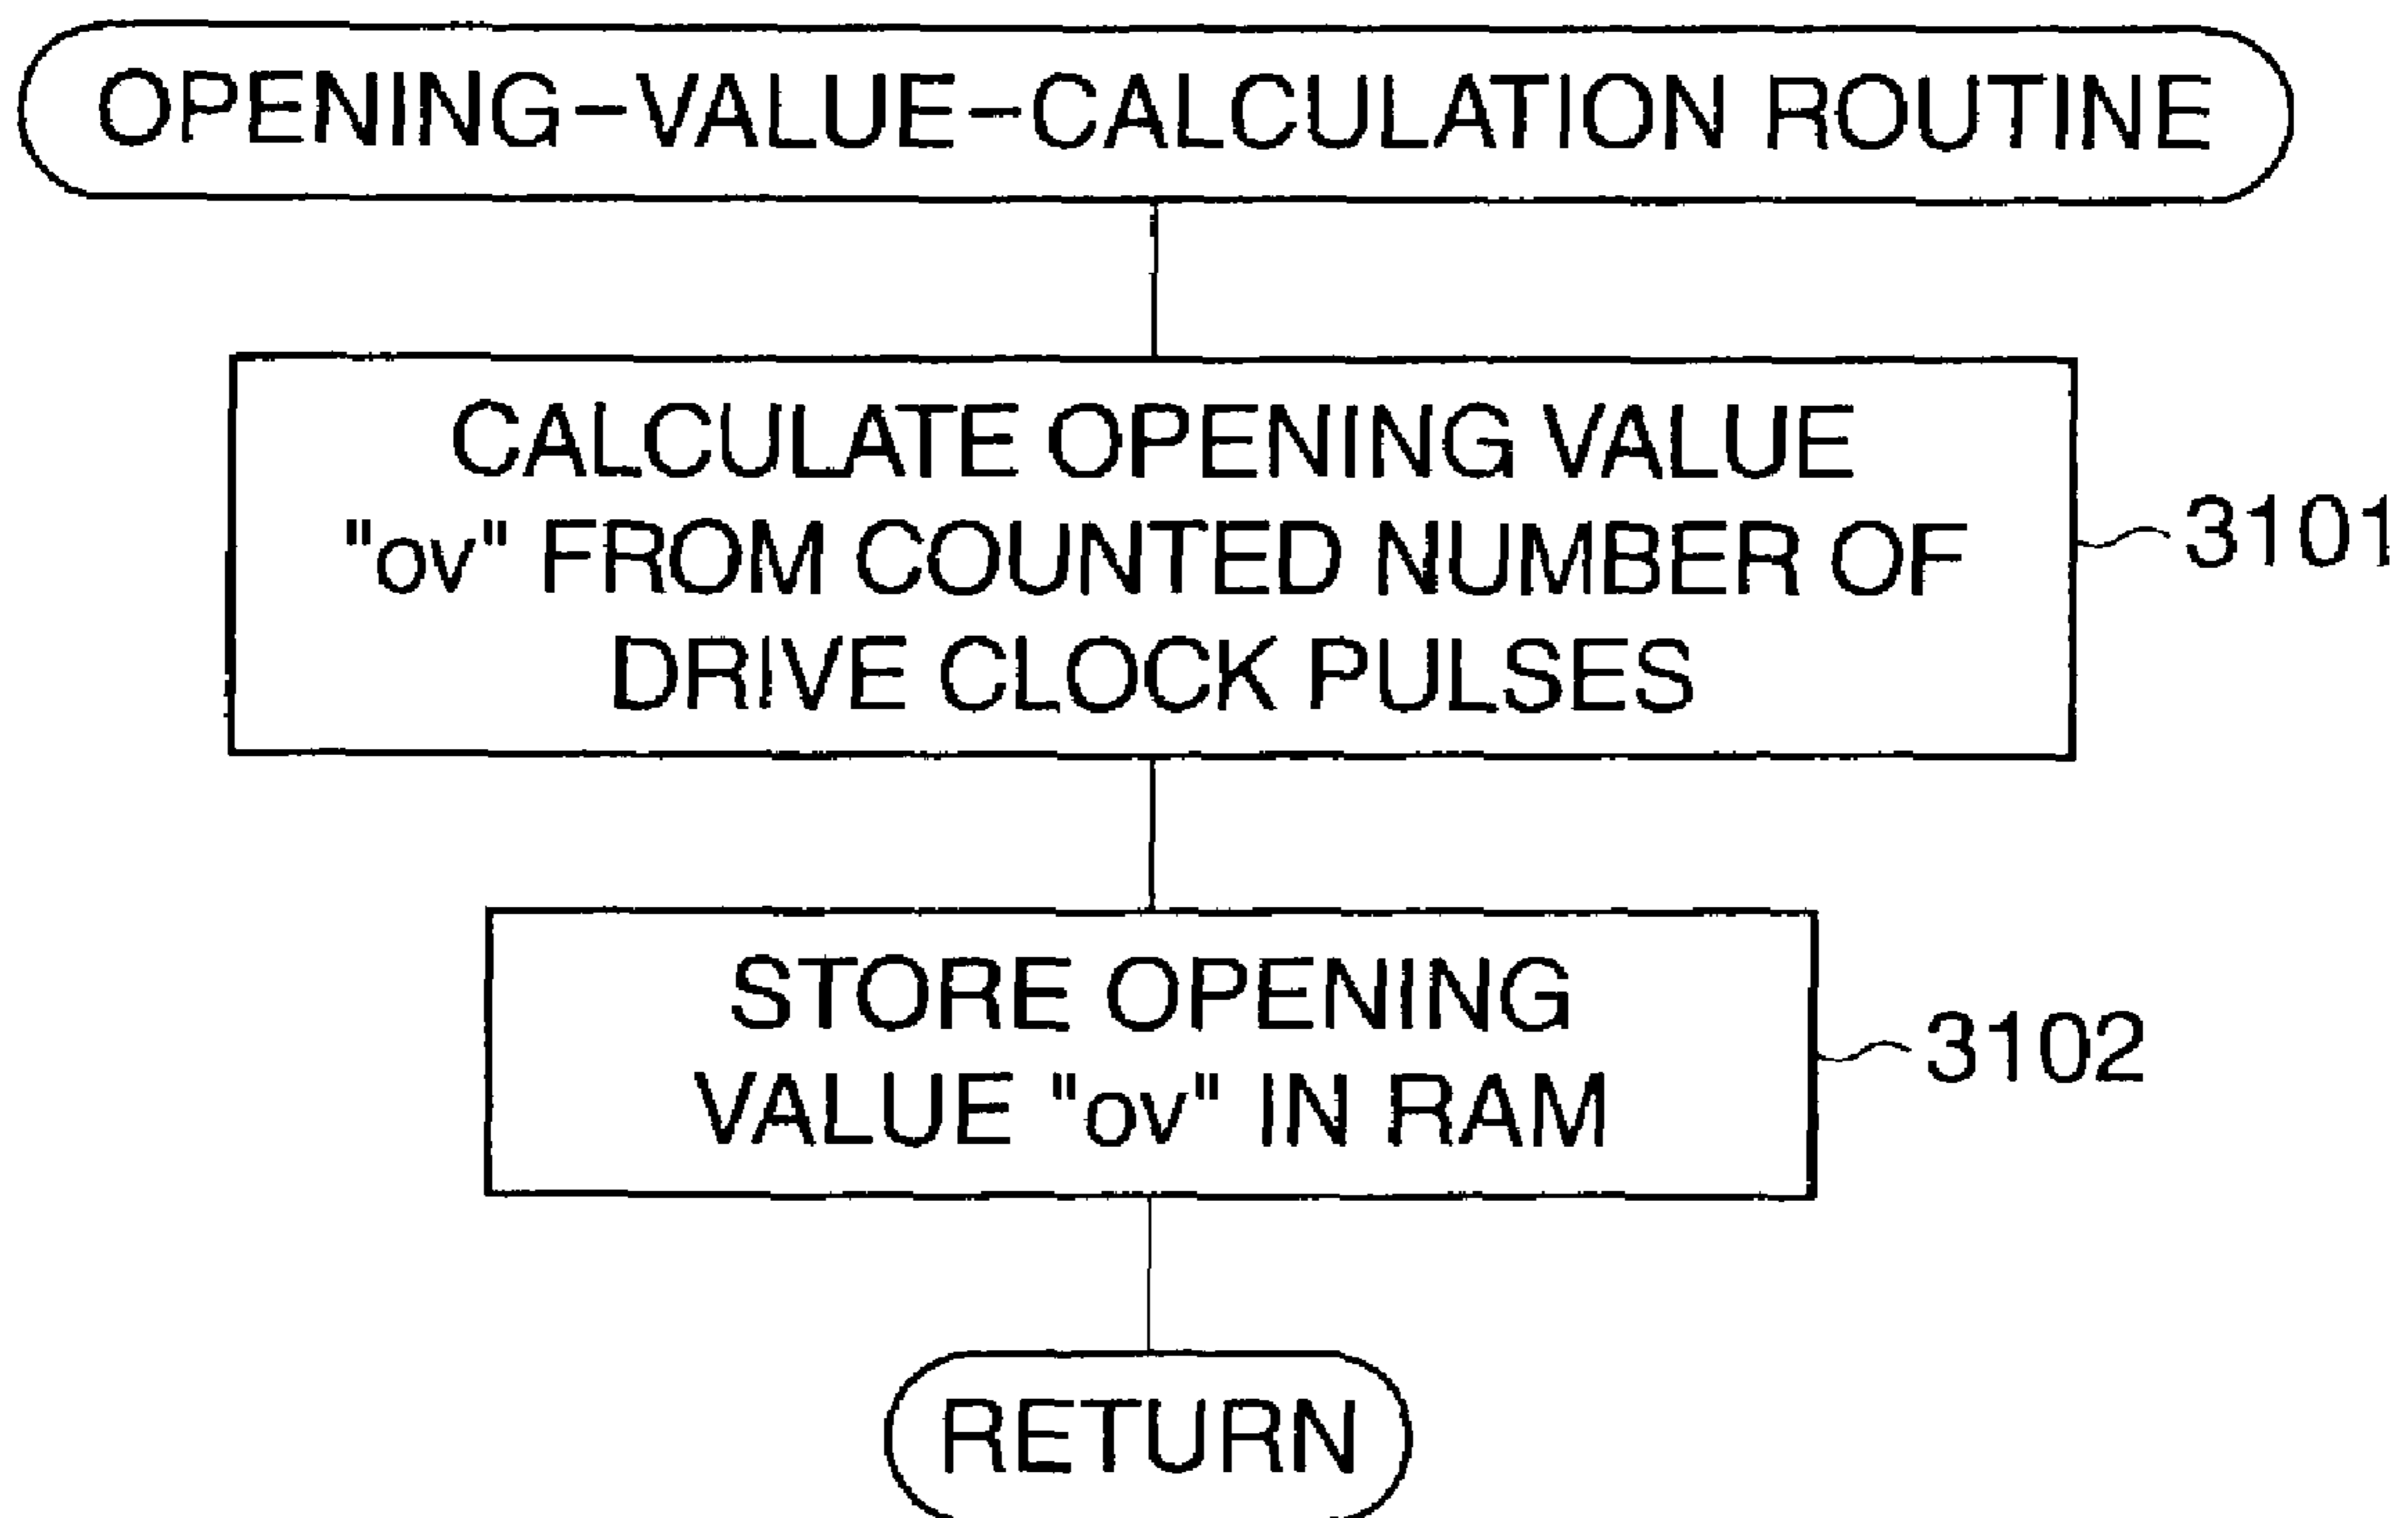 OPENING-VALUE-CALCULATION ROUTINE
CALCULATE OPENING VALUE
"ov" FROM COUNTED NUMBER OF
DRIVE CLOCK PULSES
3101
STORE OPENING
VALUE "ov" IN RAM
3102
RETURN